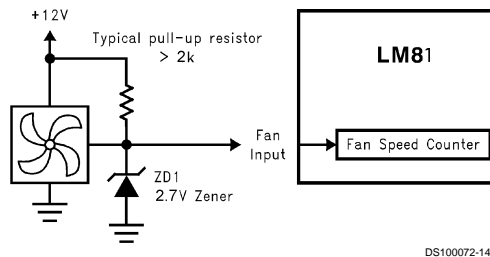 +12V
Typical pull-up resistor
> 2k
LM81
Fan
Input
Fan Speed Counter
ZD1
2.7V Zener
DS100072-14